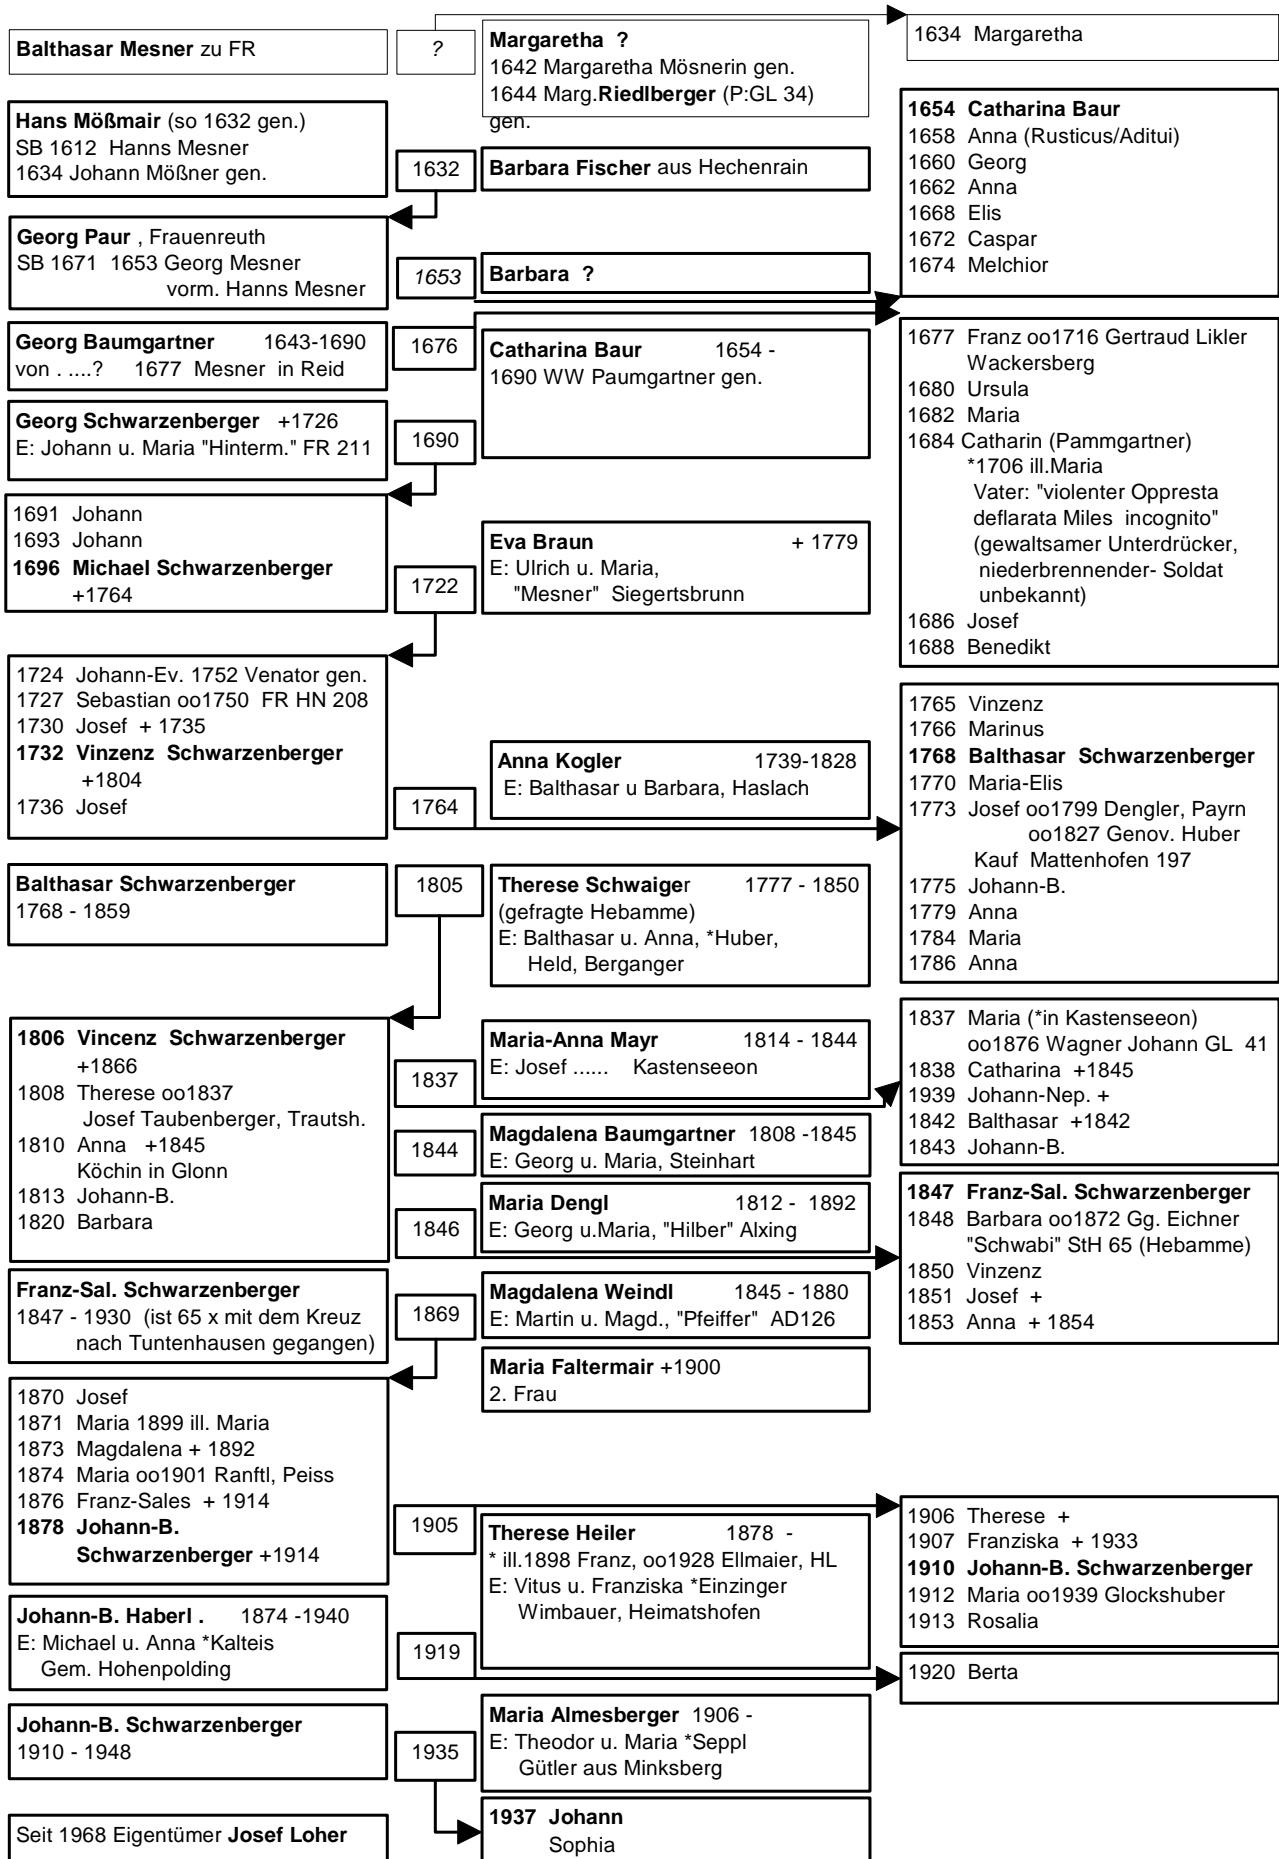 Balthasar Mesner zu FR
?
Margaretha ?
1642 Margaretha Mösnerin gen.
1644 Marg.Riedlberger (P:GL 34)
gen.
1634 Margaretha
Hans Mößmair (so 1632 gen.)
SB 1612 Hanns Mesner
1634 Johann Mößner gen.
1632
Barbara Fischer aus Hechenrain
Georg Paur , Frauenreuth
SB 1671 1653 Georg Mesner
vorm. Hanns Mesner
1653
Barbara ?
1654 Catharina Baur
1658 Anna (Rusticus/Aditui)
1660 Georg
1662 Anna
1668 Elis
1672 Caspar
1674 Melchior
Georg Baumgartner 1643-1690
von . ....? 1677 Mesner in Reid
1676
Catharina Baur 1654 -
1690 WW Paumgartner gen.
Georg Schwarzenberger +1726
E: Johann u. Maria "Hinterm." FR 211
1690
1677 Franz oo1716 Gertraud Likler
Wackersberg
1680 Ursula
1682 Maria
1684 Catharin (Pammgartner)
*1706 ill.Maria
Vater: "violenter Oppresta
deflarata Miles incognito"
(gewaltsamer Unterdrücker,
niederbrennender- Soldat
unbekannt)
1686 Josef
1688 Benedikt
1691 Johann
1693 Johann
1696 Michael Schwarzenberger
+1764
1722
Eva Braun + 1779
E: Ulrich u. Maria,
"Mesner" Siegertsbrunn
1724 Johann-Ev. 1752 Venator gen.
1727 Sebastian oo1750 FR HN 208
1730 Josef + 1735
1732 Vinzenz Schwarzenberger
+1804
1736 Josef
1764
Anna Kogler 1739-1828
E: Balthasar u Barbara, Haslach
1765 Vinzenz
1766 Marinus
1768 Balthasar Schwarzenberger
1770 Maria-Elis
1773 Josef oo1799 Dengler, Payrn
oo1827 Genov. Huber
Kauf Mattenhofen 197
1775 Johann-B.
1779 Anna
1784 Maria
1786 Anna
Balthasar Schwarzenberger
1768 - 1859
1805
Therese Schwaiger 1777 - 1850
(gefragte Hebamme)
E: Balthasar u. Anna, *Huber,
Held, Berganger
1806 Vincenz Schwarzenberger
+1866
1808 Therese oo1837
Josef Taubenberger, Trautsh.
1810 Anna +1845
Köchin in Glonn
1813 Johann-B.
1820 Barbara
1837
Maria-Anna Mayr 1814 - 1844
E: Josef ...... Kastenseeon
1844
Magdalena Baumgartner 1808 -1845
E: Georg u. Maria, Steinhart
1846
Maria Dengl 1812 - 1892
E: Georg u.Maria, "Hilber" Alxing
1837 Maria (*in Kastenseeon)
oo1876 Wagner Johann GL 41
1838 Catharina +1845
1939 Johann-Nep. +
1842 Balthasar +1842
1843 Johann-B.
1847 Franz-Sal. Schwarzenberger
1848 Barbara oo1872 Gg. Eichner
"Schwabi" StH 65 (Hebamme)
1850 Vinzenz
1851 Josef +
1853 Anna + 1854
Franz-Sal. Schwarzenberger
1847 - 1930 (ist 65 x mit dem Kreuz
nach Tuntenhausen gegangen)
1869
Magdalena Weindl 1845 - 1880
E: Martin u. Magd., "Pfeiffer" AD126
Maria Faltermair +1900
2. Frau
1870 Josef
1871 Maria 1899 ill. Maria
1873 Magdalena + 1892
1874 Maria oo1901 Ranftl, Peiss
1876 Franz-Sales + 1914
1878 Johann-B.
Schwarzenberger +1914
1905
Therese Heiler 1878 -
* ill.1898 Franz, oo1928 Ellmaier, HL
E: Vitus u. Franziska *Einzinger
Wimbauer, Heimatshofen
1906 Therese +
1907 Franziska + 1933
1910 Johann-B. Schwarzenberger
1912 Maria oo1939 Glockshuber
1913 Rosalia
Johann-B. Haberl . 1874 -1940
E: Michael u. Anna *Kalteis
Gem. Hohenpolding
1919
1920 Berta
Johann-B. Schwarzenberger
1910 - 1948
1935
Maria Almesberger 1906 -
E: Theodor u. Maria *Seppl
Gütler aus Minksberg
1937 Johann
Sophia
Seit 1968 Eigentümer Josef Loher